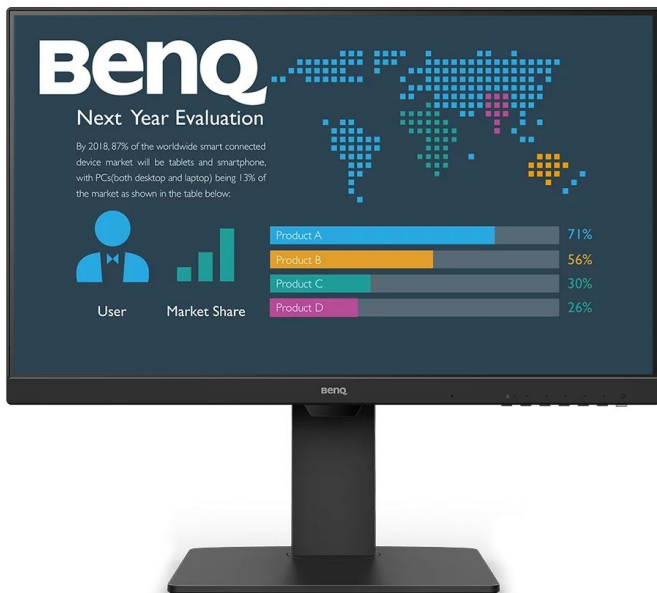 BenQ
Next Year Evaluation
By 2018, 87% of the worldwide smart connected
device market will be tablets and smartphone,
with PCs(both desktop and laptop) being 13% of
the market as shown in the table below:
User
Market Share
Product A 71%
Product B 56%
Product C 30%
Product D 26%
BenQ